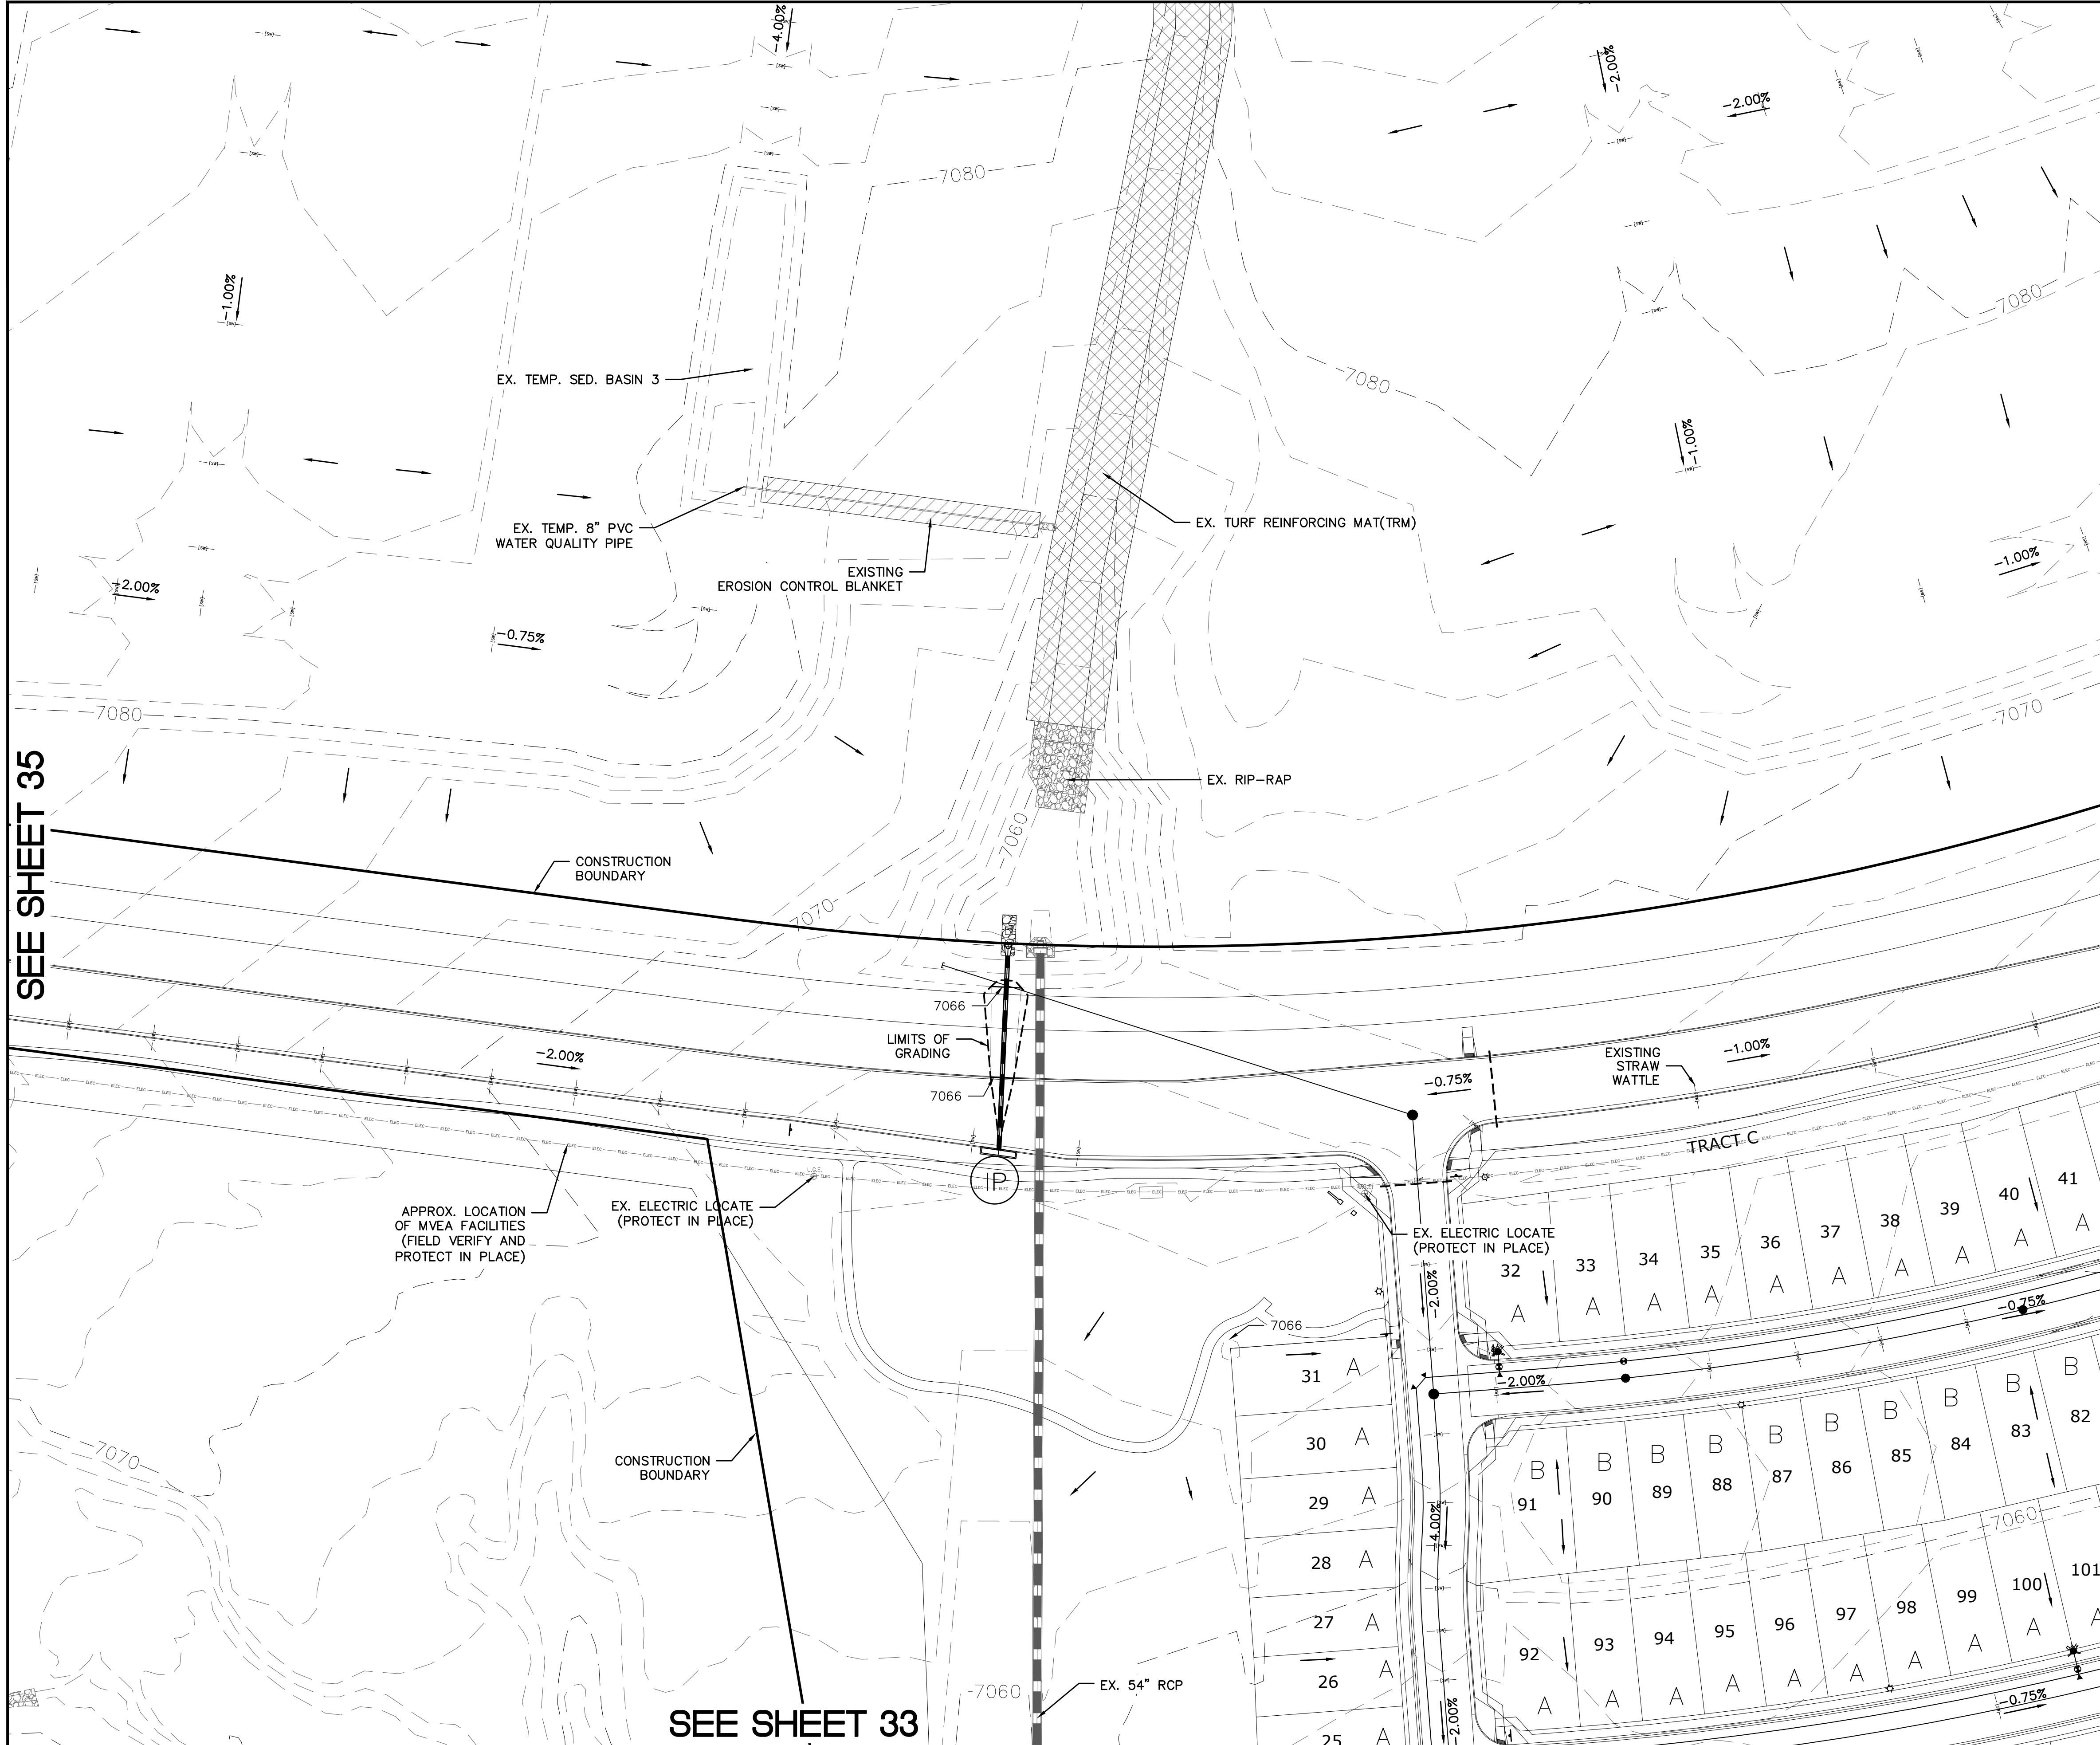 -4.00%
-2.00%
-2.00%
7080
-1.00%
7080
EX. TEMP. SED. BASIN 3
7080
-1.00%
EX. TEMP. 8" PVC
WATER QUALITY PIPE
EX. TURF REINFORCING MAT(TRM)
EXISTING
EROSION CONTROL BLANKET
-2.00%
-1.00%
-0.75%
7080
7070
SEE SHEET 35
EX. RIP-RAP
7060
CONSTRUCTION
BOUNDARY
7070
7066
LIMITS OF
GRADING
7066
-2.00%
-0.75%
EXISTING
STRAW
WATTLE
-1.00%
TRACT C
IP
U.G.E.
APPROX. LOCATION
OF MVEA FACILITIES
(FIELD VERIFY AND
PROTECT IN PLACE)
EX. ELECTRIC LOCATE
(PROTECT IN PLACE)
EX. ELECTRIC LOCATE
(PROTECT IN PLACE)
32 33 34 35 36 37 38 39 40 41
A A A A A A A A A A
-2.00%
-0.75%
7066
31 A
-2.00%
30 A
29 A
28 A
27 A
26 A
25 A
B B B B B B B B B B
91 90 89 88 87 86 85 84 83 82
-4.00%
7070
CONSTRUCTION
BOUNDARY
7060
92 93 94 95 96 97 98 99 100 101
A A A A A A A A A A
-2.00%
-0.75%
7060
EX. 54" RCP
SEE SHEET 33